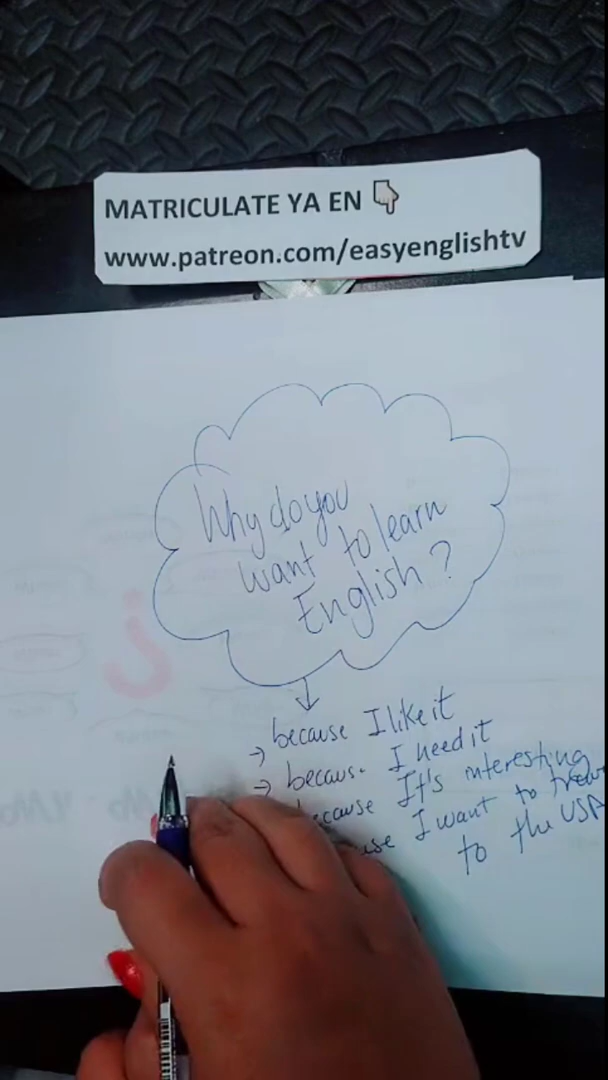 MATRICULATE YA EN 👇
www.patreon.com/easyenglishtv
Why do you
want to learn
English?
→ because I like it
→ because I need it
because It's interesting
I want to travel
to the USA